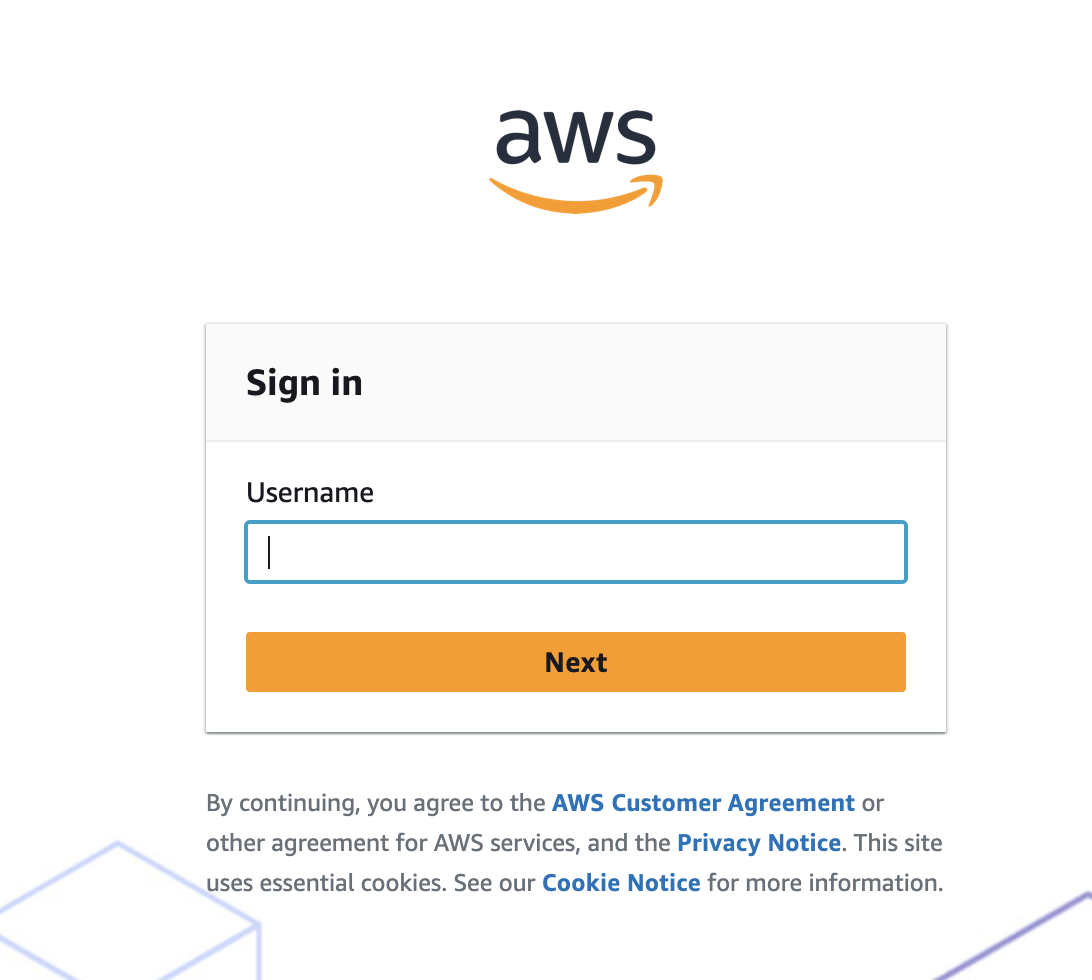 aws
Sign in
Username
Next
By continuing, you agree to the AWS Customer Agreement or
other agreement for AWS services, and the Privacy Notice. This site
uses essential cookies. See our Cookie Notice for more information.